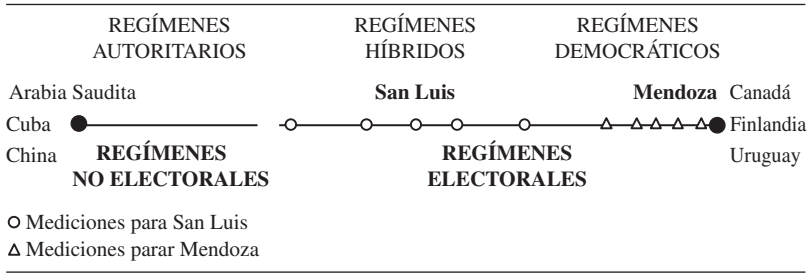 REGÍMENES AUTORITARIOS
REGÍMENES HÍBRIDOS
REGÍMENES DEMOCRÁTICOS
Arabia Saudita San Luis Mendoza Canadá
Cuba Finlandia
China REGÍMENES REGÍMENES Uruguay
NO ELECTORALES ELECTORALES
Mediciones para San Luis
Mediciones parar Mendoza